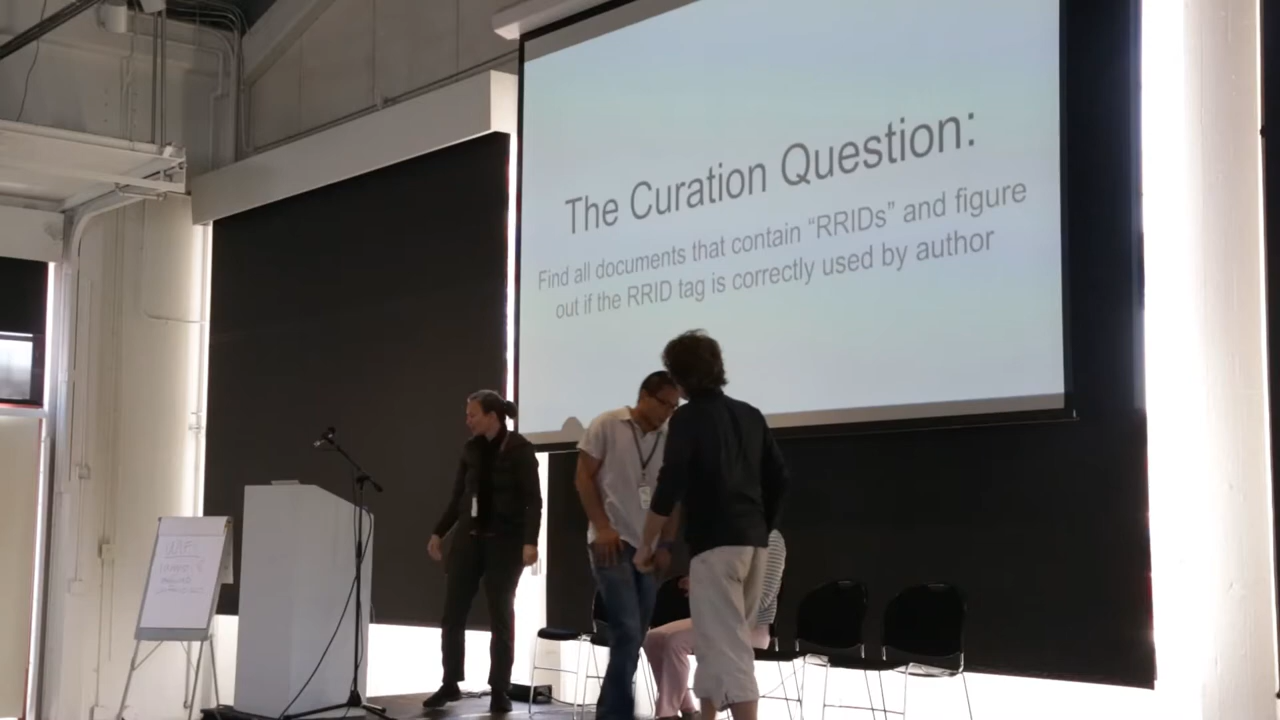 The Curation Question:
Find all documents that contain “RRIDs” and figure
out if the RRID tag is correctly used by author